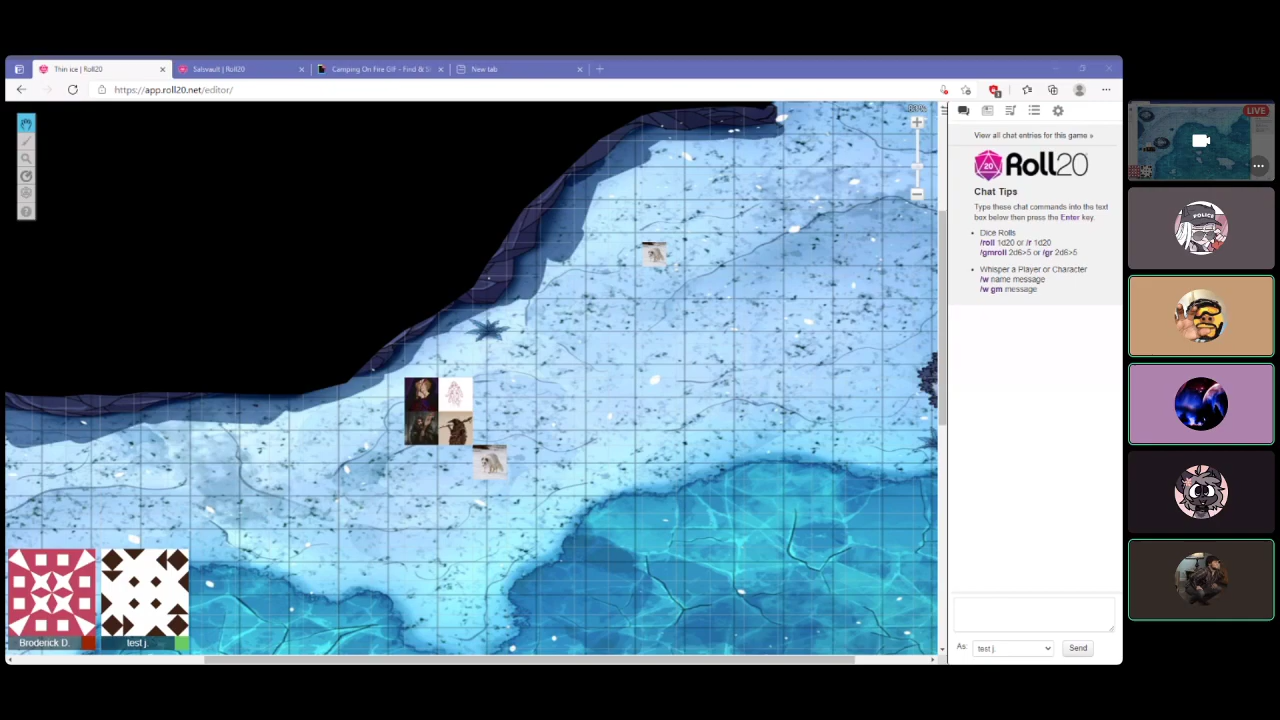 Thin ice | Roll20
Salsvault | Roll20
Camping On Fire GIF - Find & S
New tab
https://app.roll20.net/editor/
View all chat entries for this game »
20
Roll20
Chat Tips
Type these chat commands into the text
box below then press the Enter key.
Dice Rolls
/roll 1d20 or /r 1d20
/gmroll 2d6>5 or /gr 2d6>5
Whisper a Player or Character
/w name message
/w gm message
Broderick D.
test j.
As:
test j.
Send
LIVE
POLICE